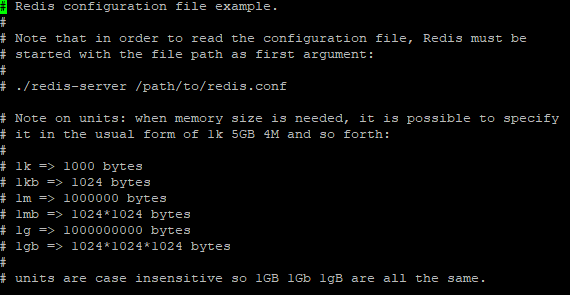 # Redis configuration file example.
#
# Note that in order to read the configuration file, Redis must be
# started with the file path as first argument:
#
# ./redis-server /path/to/redis.conf

# Note on units: when memory size is needed, it is possible to specify
# it in the usual form of 1k 5GB 4M and so forth:
#
# 1k => 1000 bytes
# 1kb => 1024 bytes
# 1m => 1000000 bytes
# 1mb => 1024*1024 bytes
# 1g => 1000000000 bytes
# 1gb => 1024*1024*1024 bytes
#
# units are case insensitive so 1GB 1Gb 1gB are all the same.